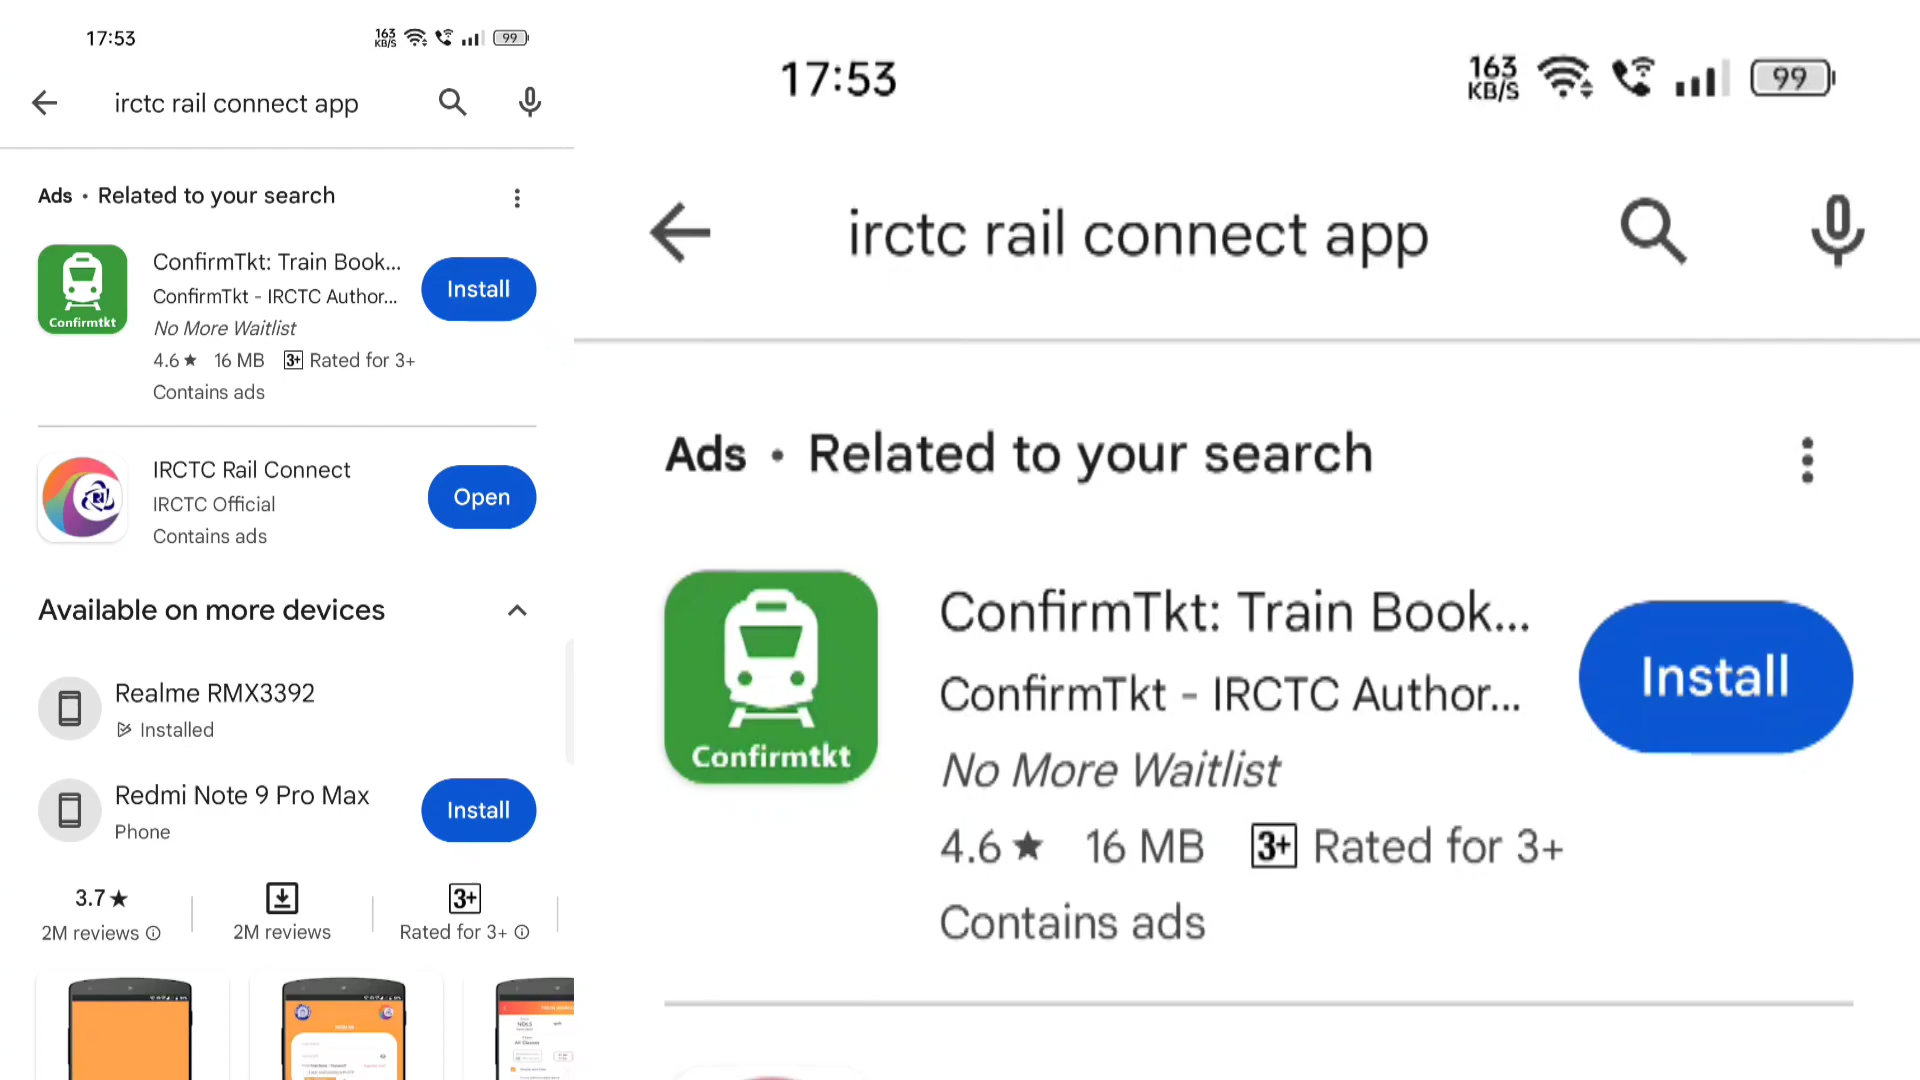 17:53
163
KB/S
99
irctc rail connect app
Ads • Related to your search
ConfirmTkt: Train Book...
ConfirmTkt - IRCTC Author...
No More Waitlist
4.6★ 16 MB 3+ Rated for 3+
Contains ads
Install
Confirmtkt
IRCTC Rail Connect
IRCTC Official
Contains ads
Open
Available on more devices
Realme RMX3392
Installed
Redmi Note 9 Pro Max
Phone
Install
3.7★
2M reviews
2M reviews
3+
Rated for 3+
NDLS
All Classes
17:53
163
KB/S
99
irctc rail connect app
Ads • Related to your search
Confirmtkt
ConfirmTkt: Train Book...
ConfirmTkt - IRCTC Author...
No More Waitlist
4.6★ 16 MB 3+ Rated for 3+
Contains ads
Install